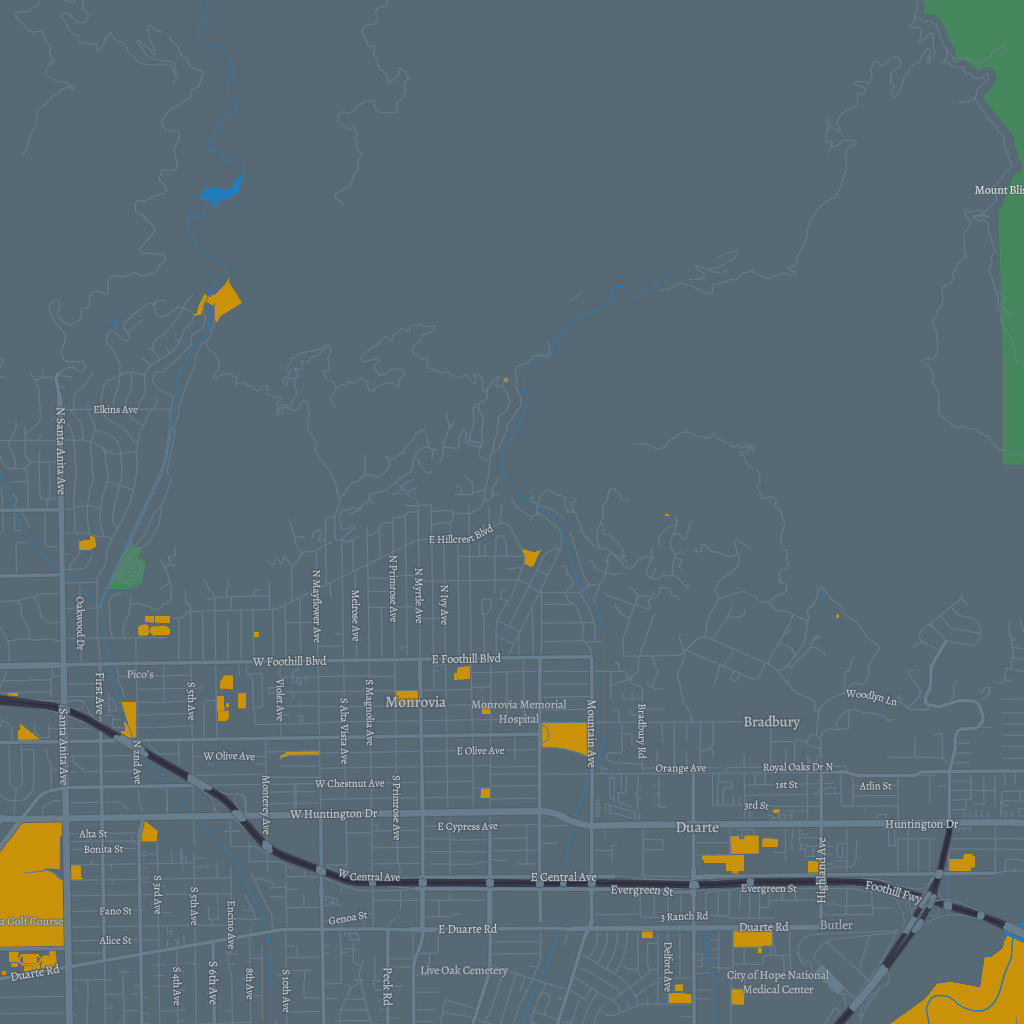 Mount Blis
Elkins Ave
N Santa Anita Ave
E Hillcrest Blvd
N Primrose Ave
N Myrtle Ave
N Mayflower Ave
Melrose Ave
N Ivy Ave
Oakwood Dr
W Foothill Blvd
E Foothill Blvd
Pico's
First Ave
S 5th Ave
Violet Ave
S Alta Vista Ave
S Magnolia Ave
Monrovia
Monrovia Memorial
Hospital
Mountain Ave
Bradbury Rd
Woodlyn Ln
Bradbury
Santa Anita Ave
N 2nd Ave
W Olive Ave
E Olive Ave
Orange Ave
Royal Oaks Dr N
1st St
Atlin St
W Chestnut Ave
Monterey Ave
S Primrose Ave
3rd St
W Huntington Dr
E Cypress Ave
Duarte
Huntington Dr
Alta St
Bonita St
Highland Ave
W Central Ave
E Central Ave
Evergreen St
Evergreen St
Foothill Fwy
S 3rd Ave
S 5th Ave
Encino Ave
Fano St
Genoa St
3 Ranch Rd
a Golf Course
E Duarte Rd
Duarte Rd
Butler
Alice St
Duarte Rd
S 4th Ave
S 6th Ave
8th Ave
S 10th Ave
Peck Rd
Live Oak Cemetery
Delford Ave
City of Hope National
Medical Center